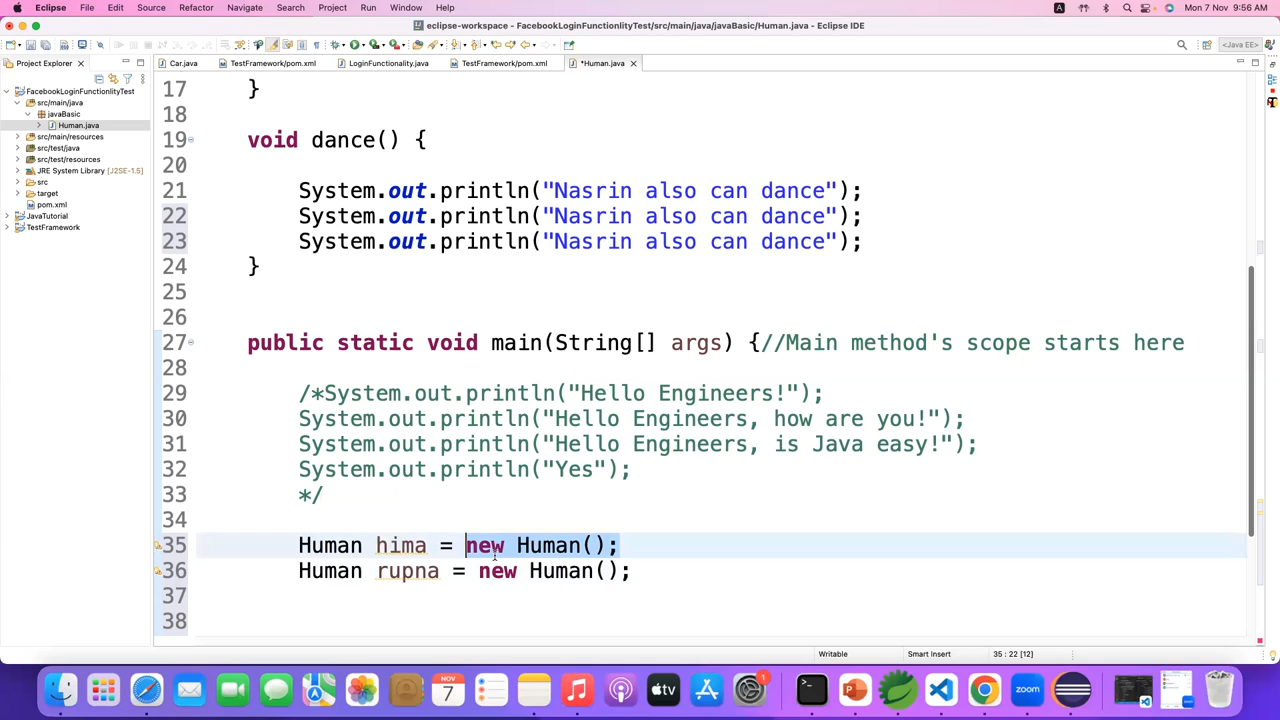 Eclipse File Edit Source Refactor Navigate Search Project Run Window Help A Mon 7 Nov 9:56 AM
eclipse-workspace - FacebookLoginFunctionlityTest/src/main/java/javaBasic/Human.java - Eclipse IDE
<Java EE>
Project Explorer Car.java TestFramework/pom.xml LoginFunctionality.java TestFramework/pom.xml *Human.java
FacebookLoginFunctionlityTest
src/main/java
javaBasic
Human.java
src/main/resources
src/test/java
src/test/resources
JRE System Library [J2SE-1.5]
src
target
pom.xml
JavaTutorial
TestFramework
17 }
18
19 void dance() {
20
21 System.out.println("Nasrin also can dance");
22 System.out.println("Nasrin also can dance");
23 System.out.println("Nasrin also can dance");
24 }
25
26
27 public static void main(String[] args) {//Main method's scope starts here
28
29 /*System.out.println("Hello Engineers!");
30 System.out.println("Hello Engineers, how are you!");
31 System.out.println("Hello Engineers, is Java easy!");
32 System.out.println("Yes");
33 */
34
35 Human hima = new Human();
36 Human rupna = new Human();
37
38
Writable Smart Insert 35 : 22 [12]
NOV
7
tv
1
zoom